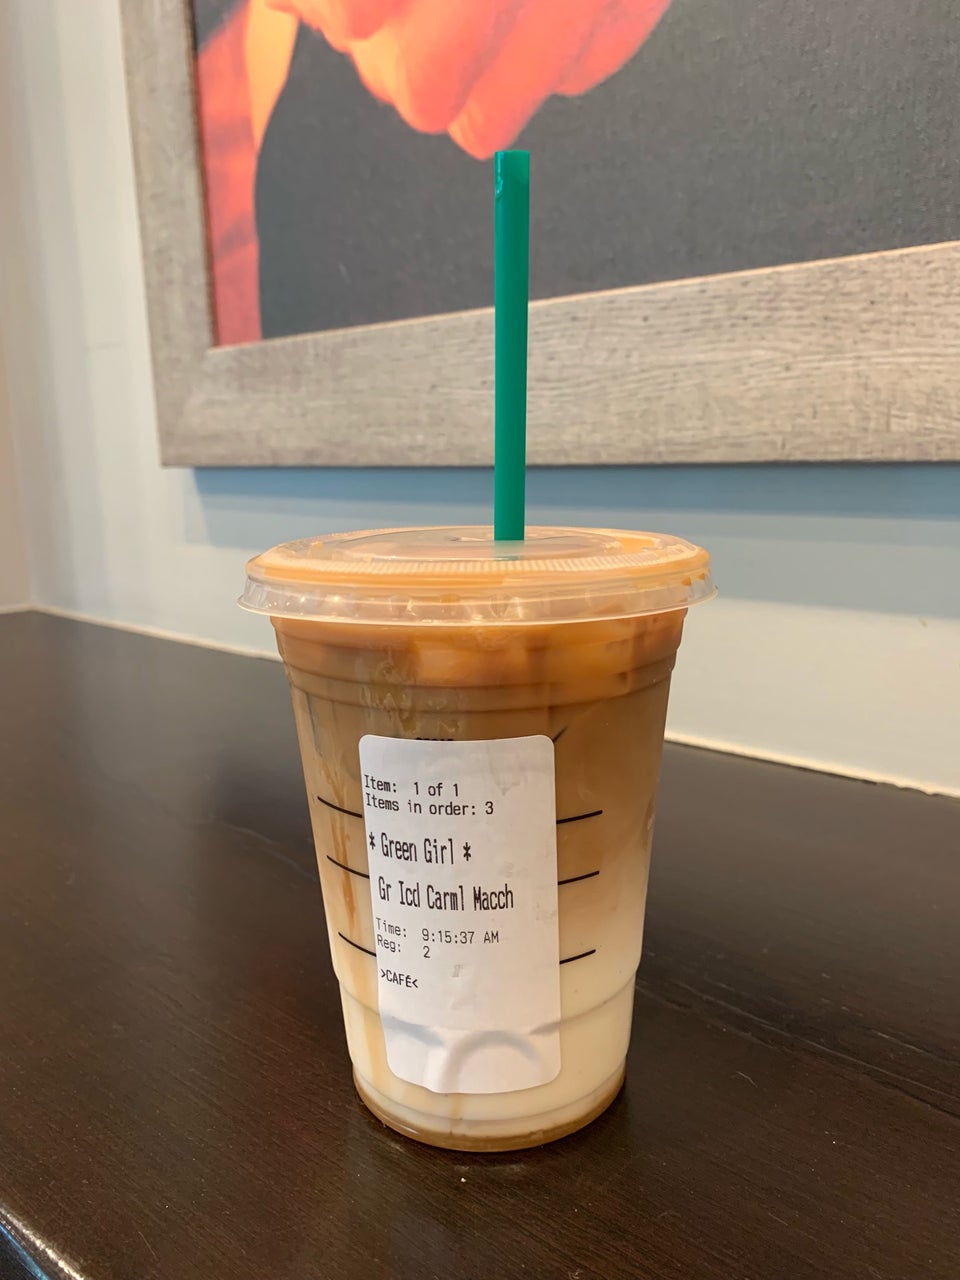 Item: 1 of 1
Items in order: 3
* Green Girl *
Gr Icd Carml Macch
Time: 9:15:37 AM
Reg: 2
>CAFÉ<